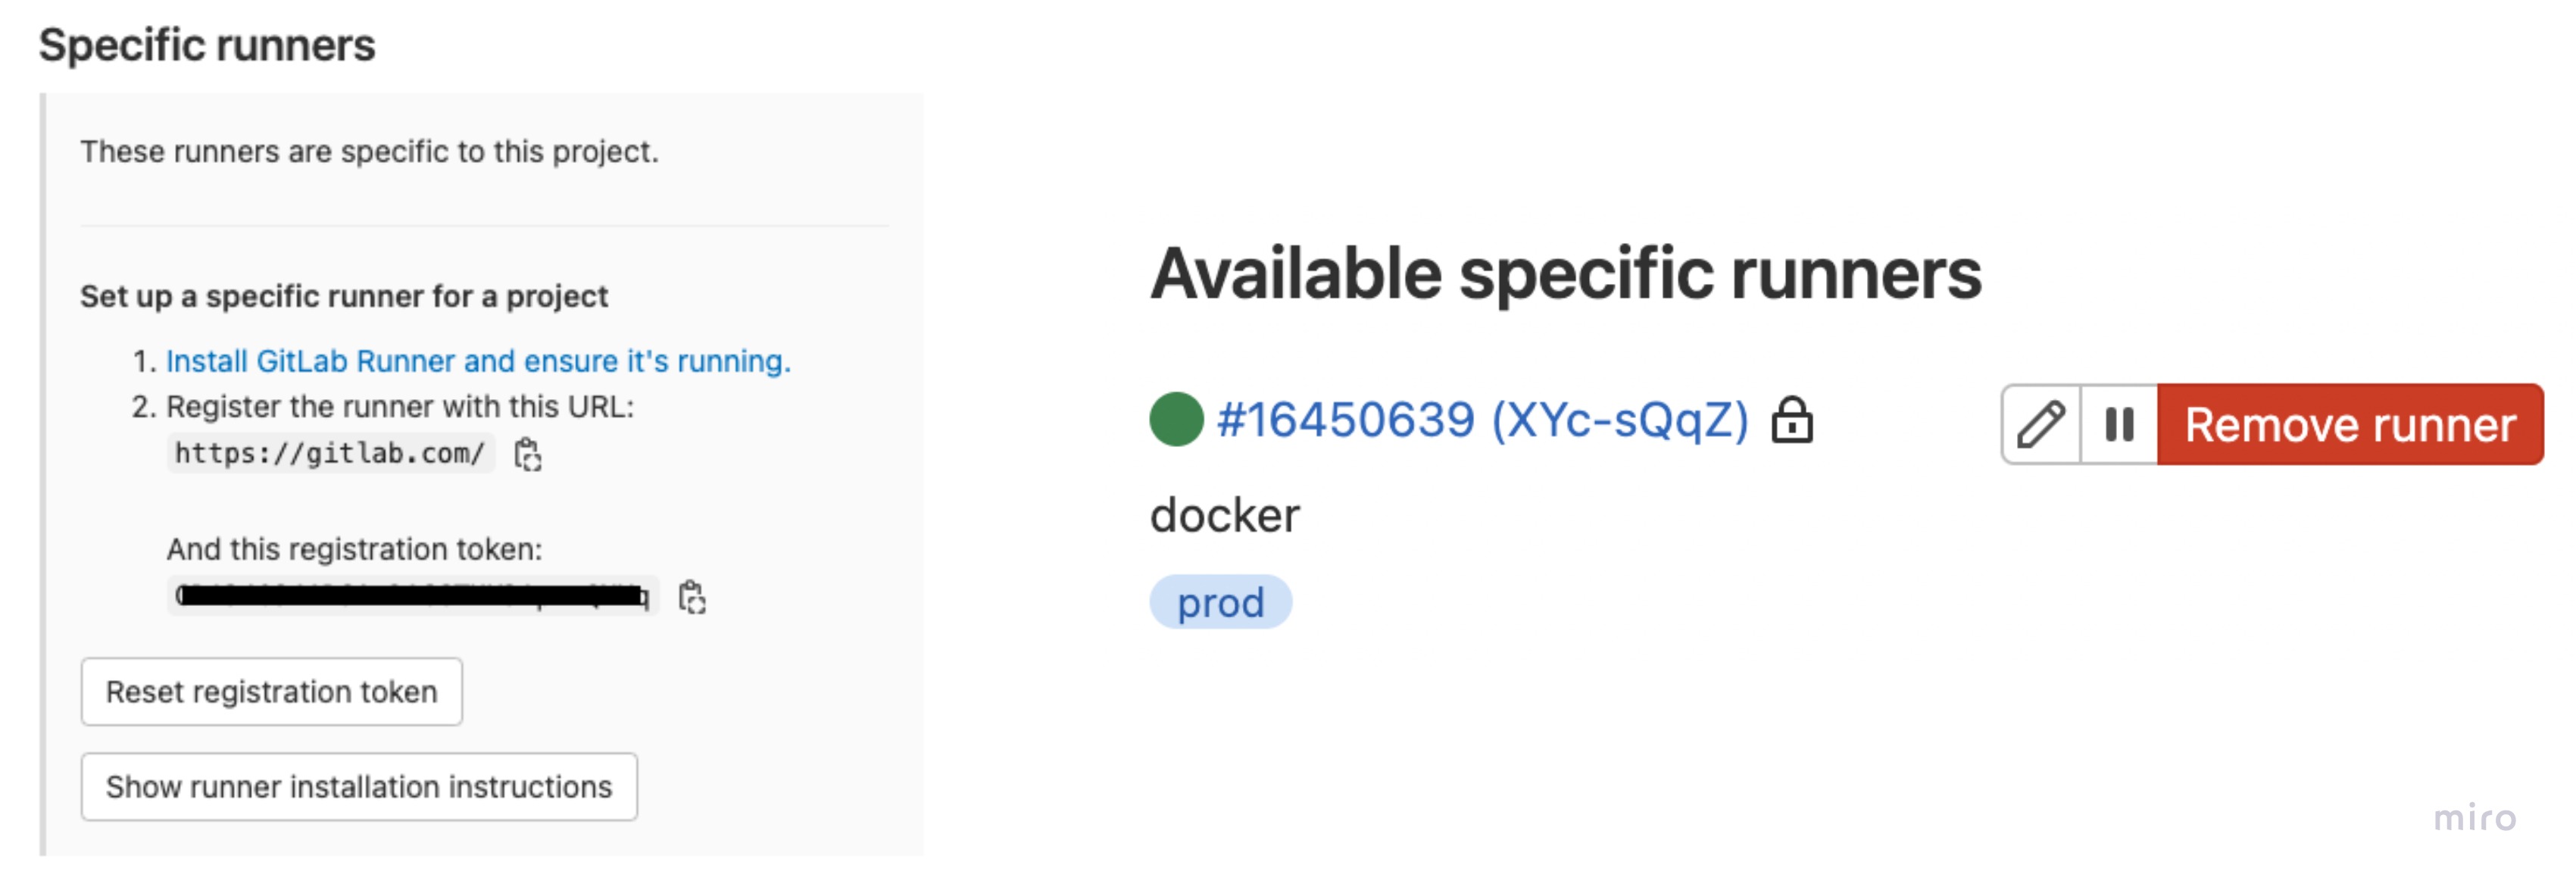 Specific runners
These runners are specific to this project.
Set up a specific runner for a project
1. Install GitLab Runner and ensure it's running.
2. Register the runner with this URL:
https://gitlab.com/
And this registration token:
Reset registration token
Show runner installation instructions
Available specific runners
#16450639 (XYc-sQqZ)
Remove runner
docker
prod
miro